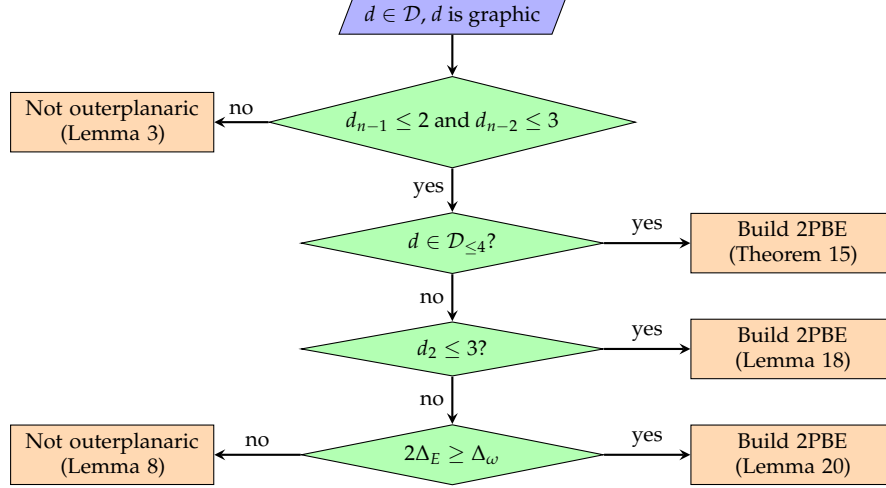 d ∈ 𝒟, d is graphic
d_{n−1} ≤ 2 and d_{n−2} ≤ 3
no
Not outerplanaric
(Lemma 3)
yes
d ∈ 𝒟_{≤4}?
yes
Build 2PBE
(Theorem 15)
no
d_2 ≤ 3?
yes
Build 2PBE
(Lemma 18)
no
2Δ_E ≥ Δ_ω
no
Not outerplanaric
(Lemma 8)
yes
Build 2PBE
(Lemma 20)